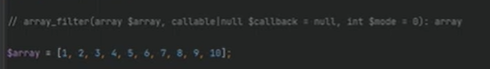 // array_filter(array $array, callable|null $callback = null, int $mode = 0): array
$array = [1, 2, 3, 4, 5, 6, 7, 8, 9, 10];